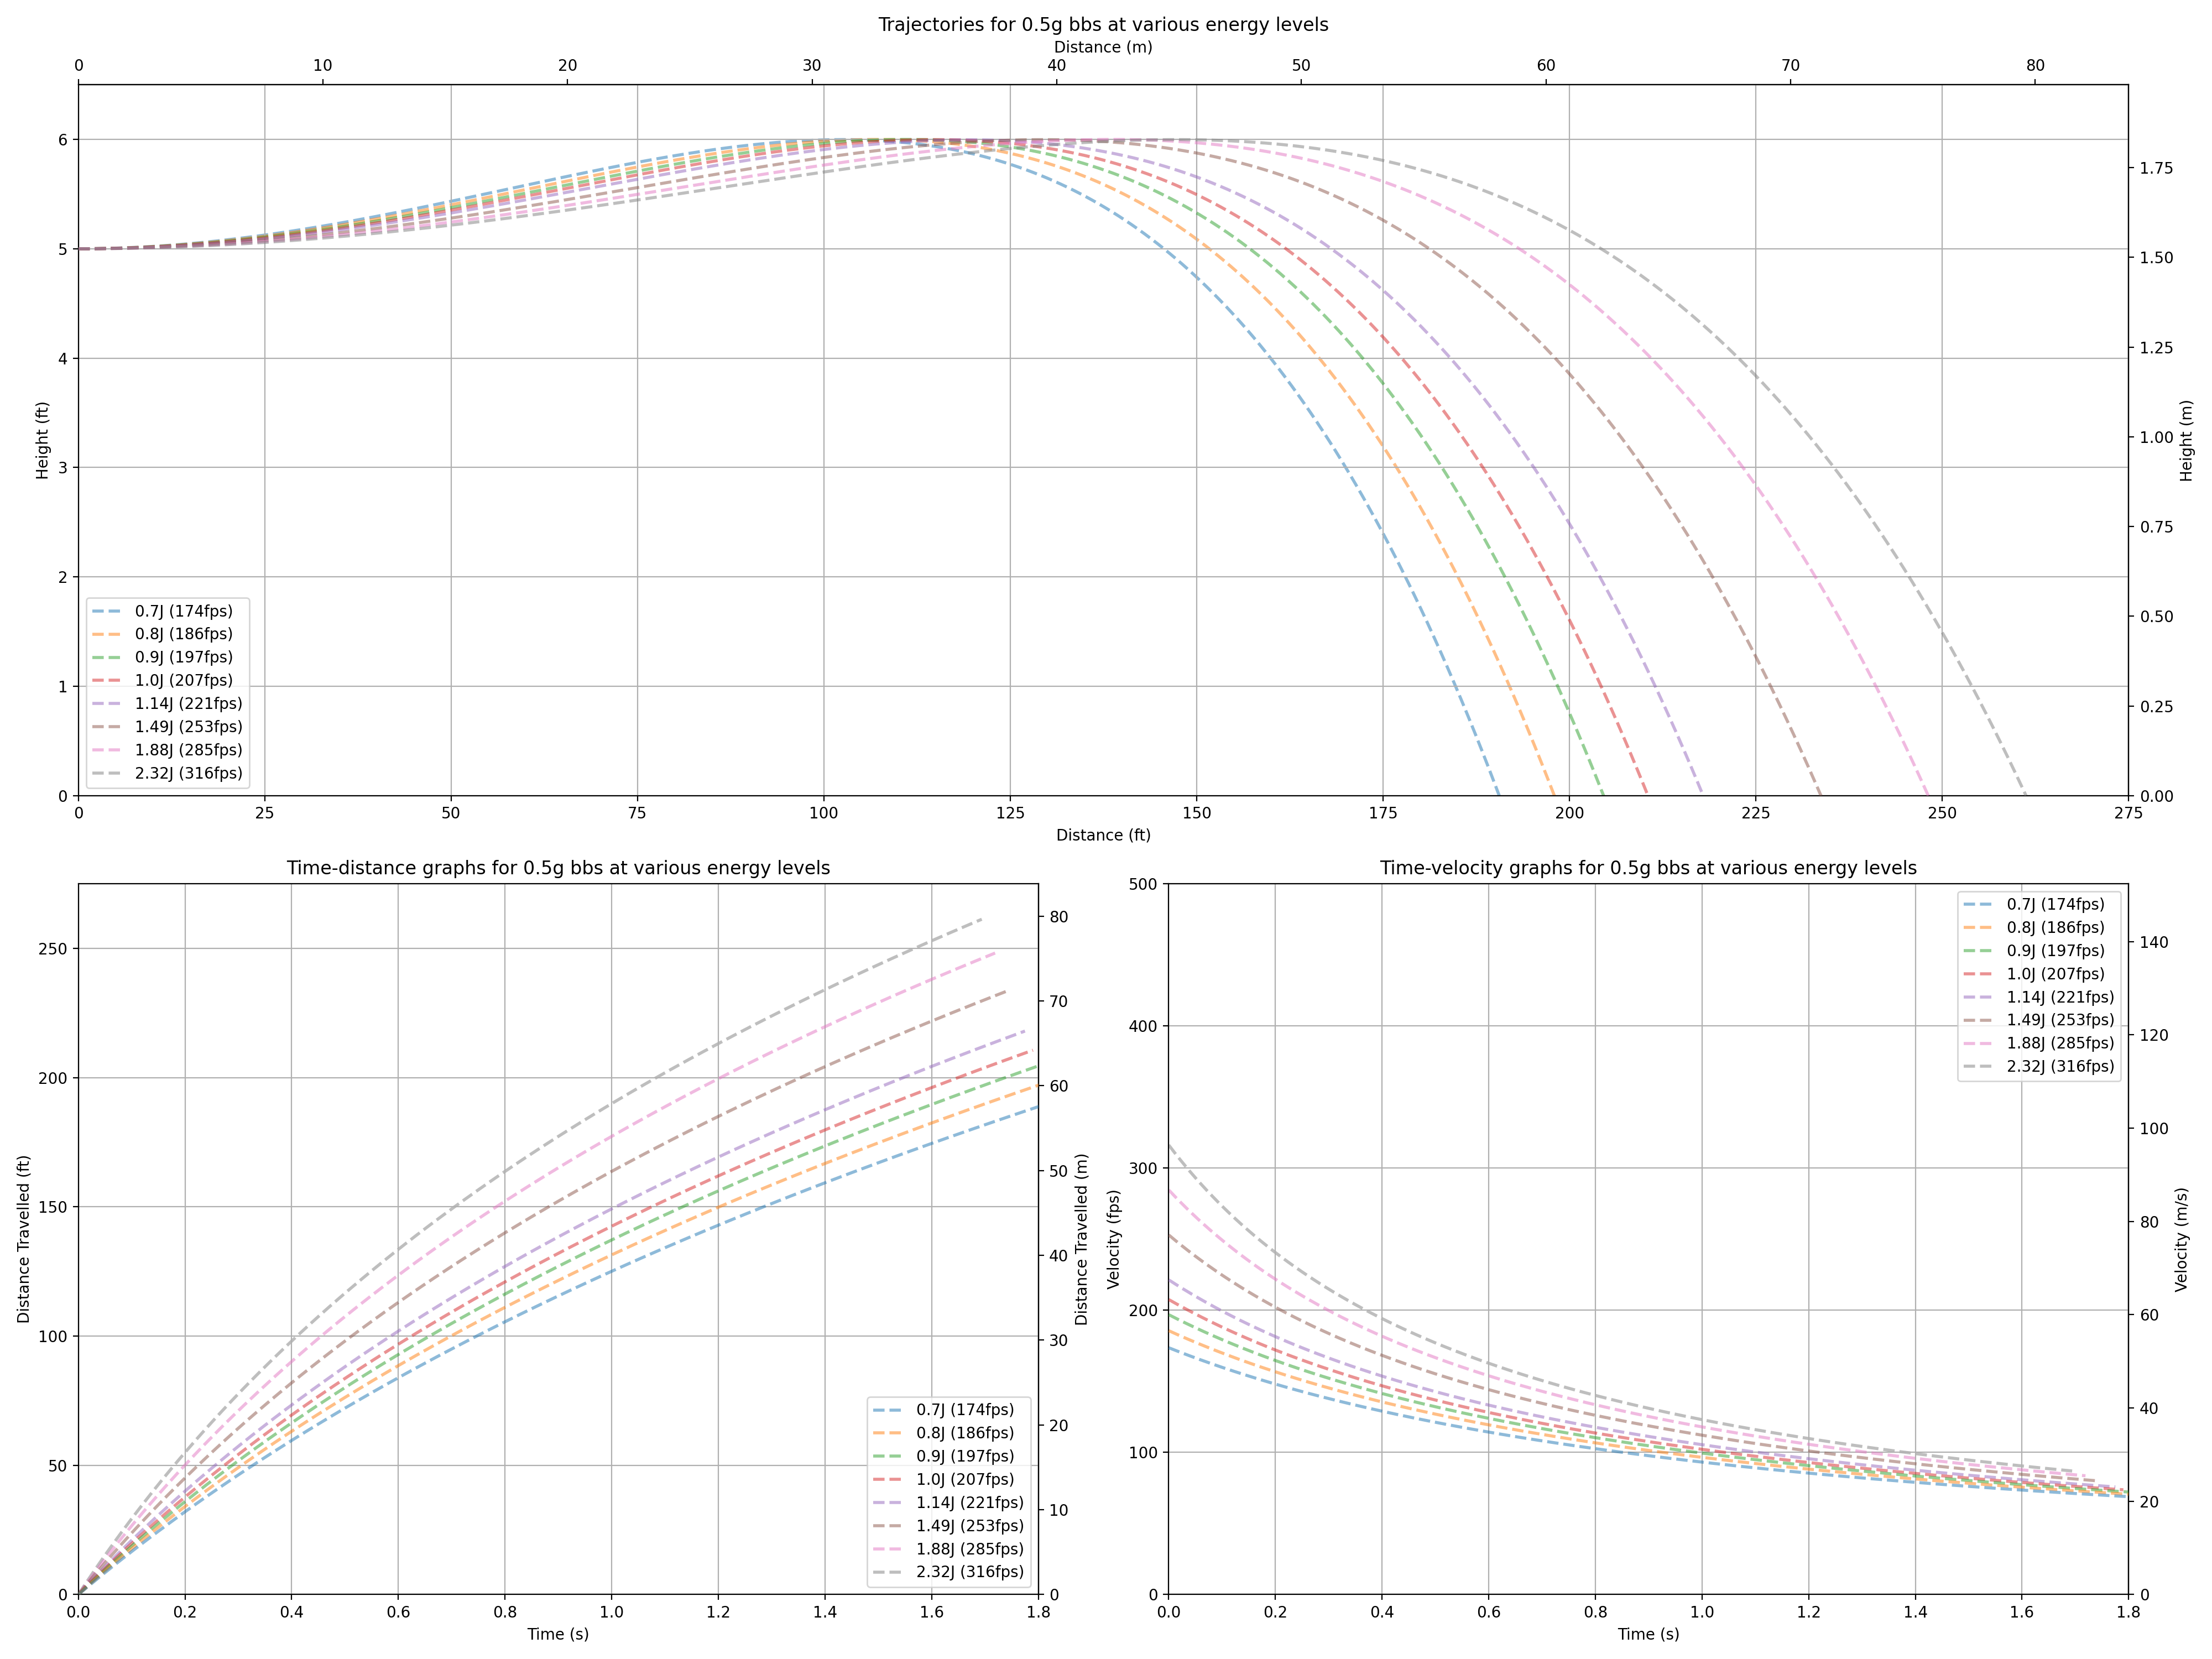 Trajectories for 0.5g bbs at various energy levels
Distance (m)
0 10 20 30 40 50 60 70 80
6
5
4
3
2
1
0
Height (ft)
1.75
1.50
1.25
1.00
0.75
0.50
0.25
0.00
Height (m)
0.7J (174fps)
0.8J (186fps)
0.9J (197fps)
1.0J (207fps)
1.14J (221fps)
1.49J (253fps)
1.88J (285fps)
2.32J (316fps)
0 25 50 75 100 125 150 175 200 225 250 275
Distance (ft)
Time-distance graphs for 0.5g bbs at various energy levels
250
200
150
100
50
0
Distance Travelled (ft)
80
70
60
50
40
30
20
10
0
Distance Travelled (m)
0.7J (174fps)
0.8J (186fps)
0.9J (197fps)
1.0J (207fps)
1.14J (221fps)
1.49J (253fps)
1.88J (285fps)
2.32J (316fps)
0.0 0.2 0.4 0.6 0.8 1.0 1.2 1.4 1.6 1.8
Time (s)
Time-velocity graphs for 0.5g bbs at various energy levels
500
400
300
200
100
0
Velocity (fps)
0.7J (174fps)
0.8J (186fps)
0.9J (197fps)
1.0J (207fps)
1.14J (221fps)
1.49J (253fps)
1.88J (285fps)
2.32J (316fps)
140
120
100
80
60
40
20
0
Velocity (m/s)
0.0 0.2 0.4 0.6 0.8 1.0 1.2 1.4 1.6 1.8
Time (s)